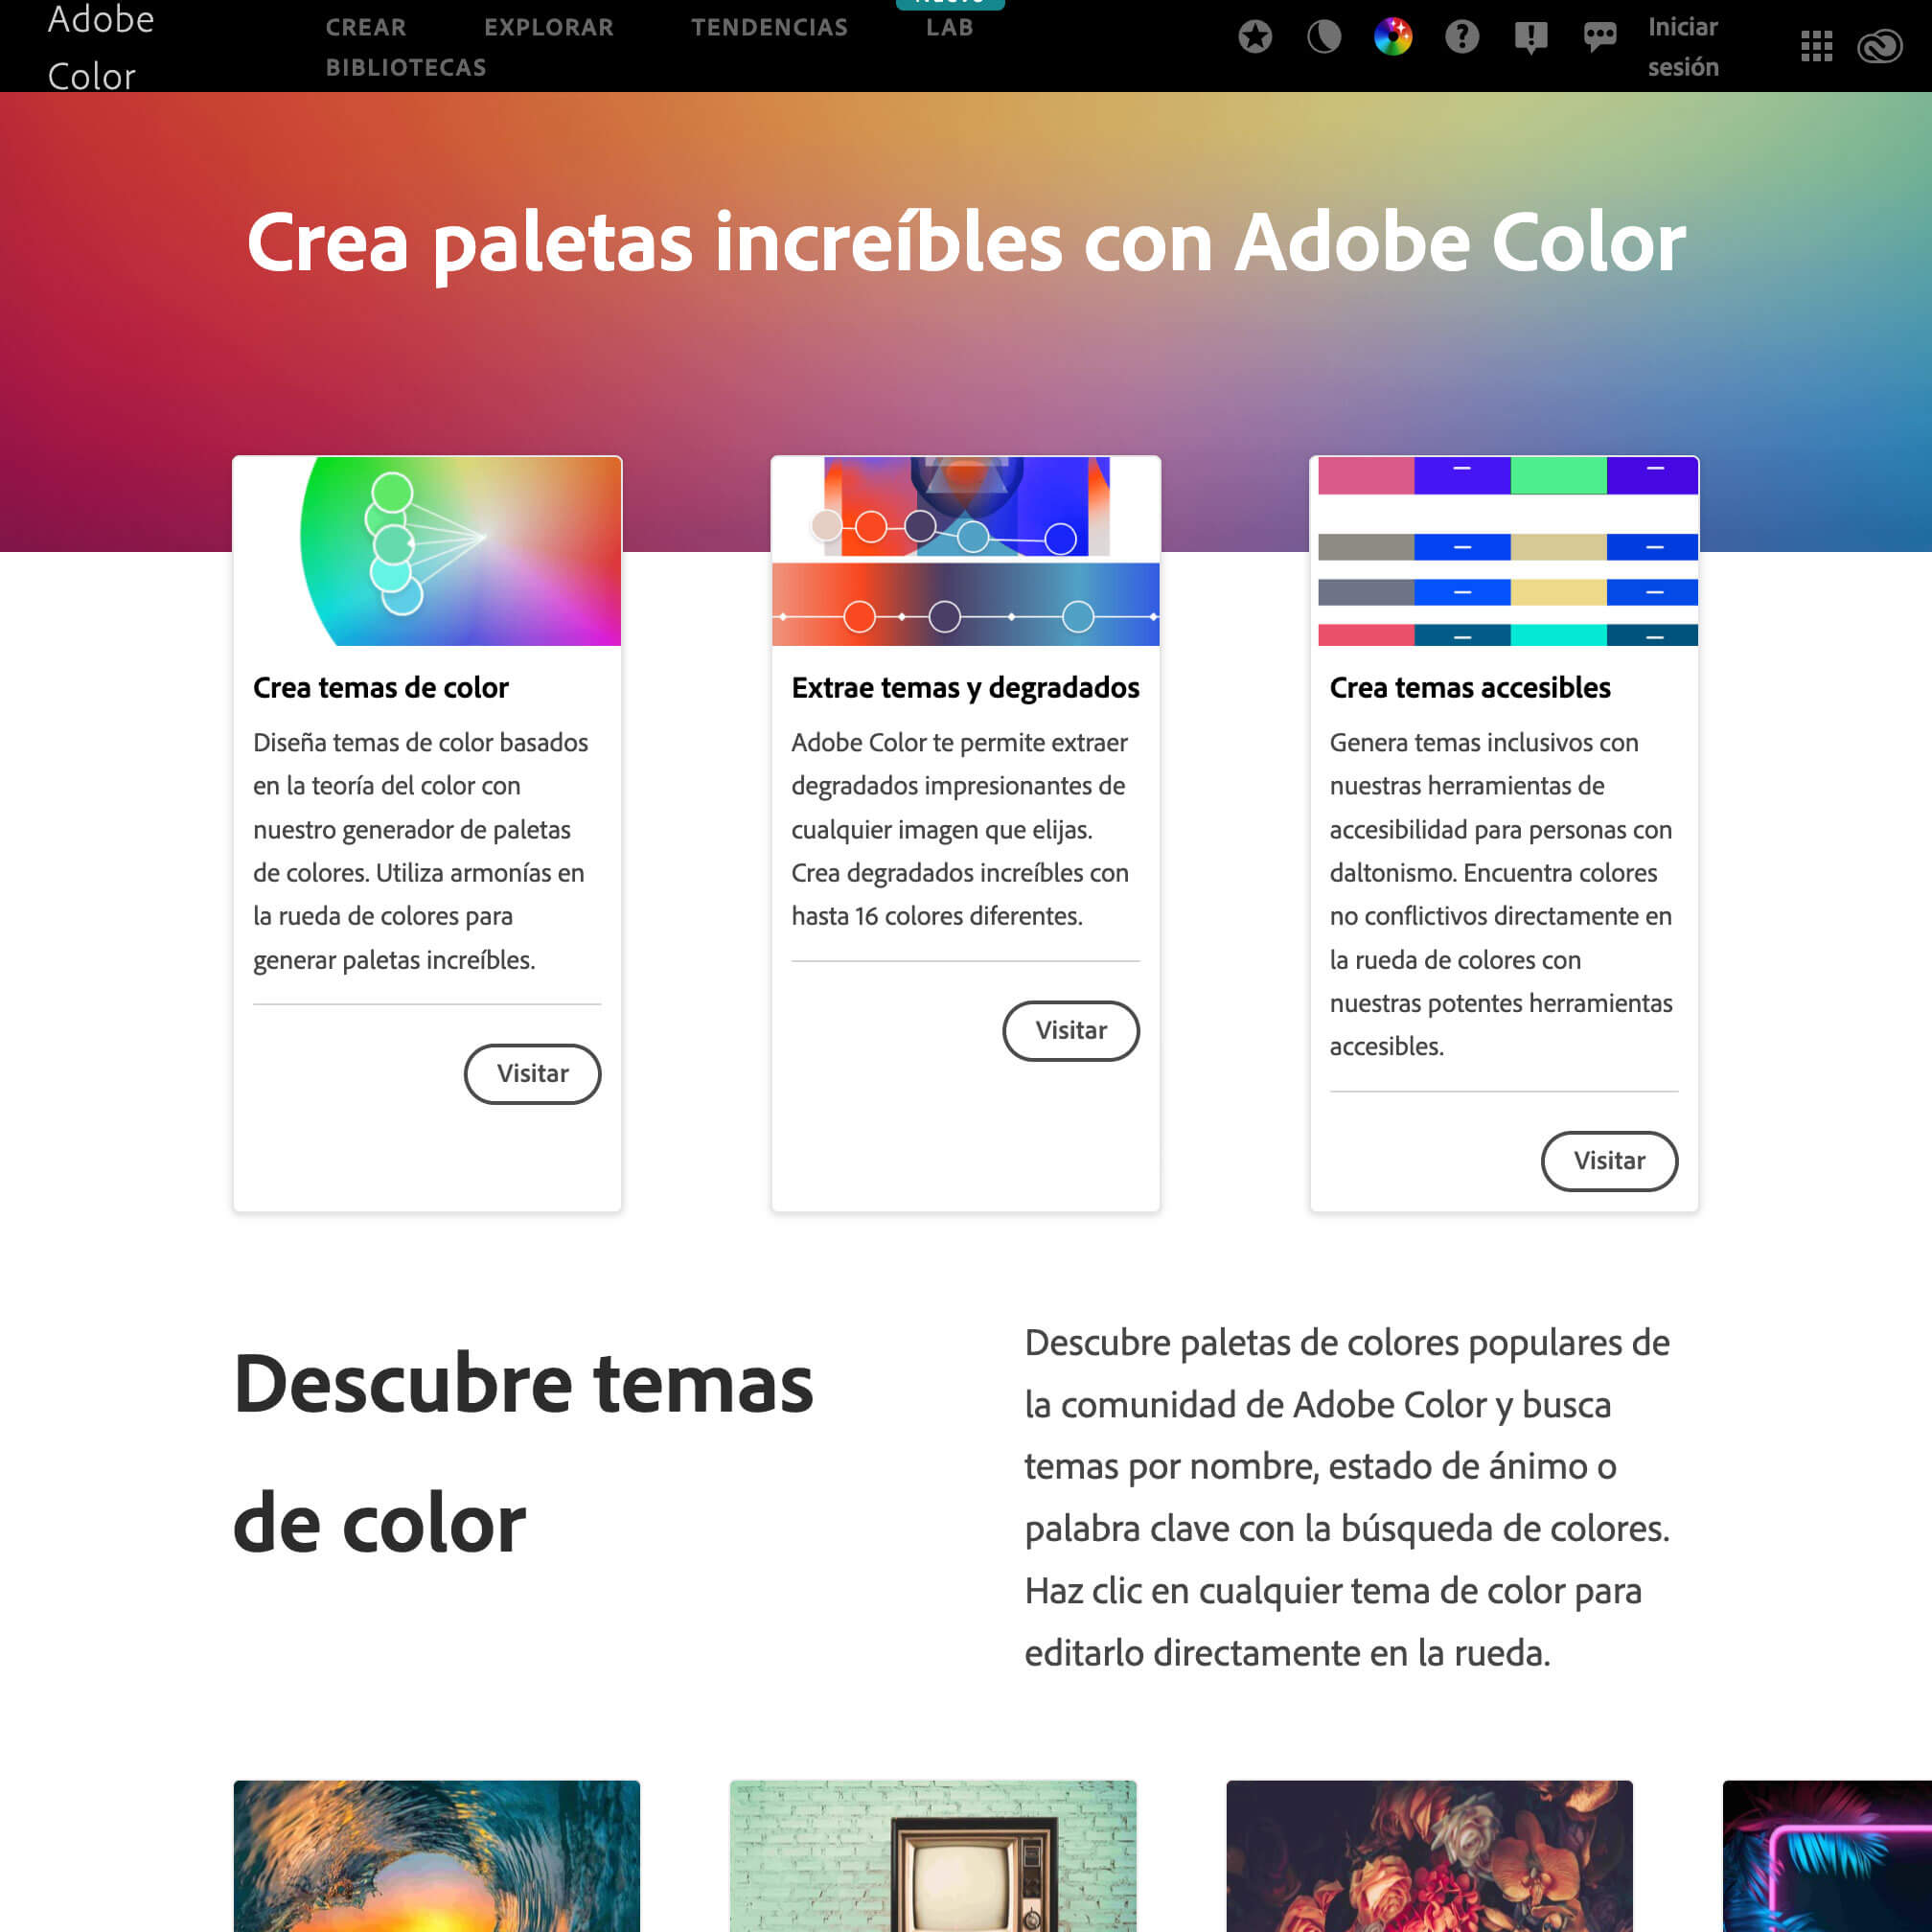 Adobe
Color
CREAR EXPLORAR TENDENCIAS LAB
BIBLIOTECAS
Iniciar
sesión
Crea paletas increíbles con Adobe Color
Crea temas de color
Diseña temas de color basados
en la teoría del color con
nuestro generador de paletas
de colores. Utiliza armonías en
la rueda de colores para
generar paletas increíbles.
Visitar
Extrae temas y degradados
Adobe Color te permite extraer
degradados impresionantes de
cualquier imagen que elijas.
Crea degradados increíbles con
hasta 16 colores diferentes.
Visitar
Crea temas accesibles
Genera temas inclusivos con
nuestras herramientas de
accesibilidad para personas con
daltonismo. Encuentra colores
no conflictivos directamente en
la rueda de colores con
nuestras potentes herramientas
accesibles.
Visitar
Descubre temas
de color
Descubre paletas de colores populares de
la comunidad de Adobe Color y busca
temas por nombre, estado de ánimo o
palabra clave con la búsqueda de colores.
Haz clic en cualquier tema de color para
editarlo directamente en la rueda.